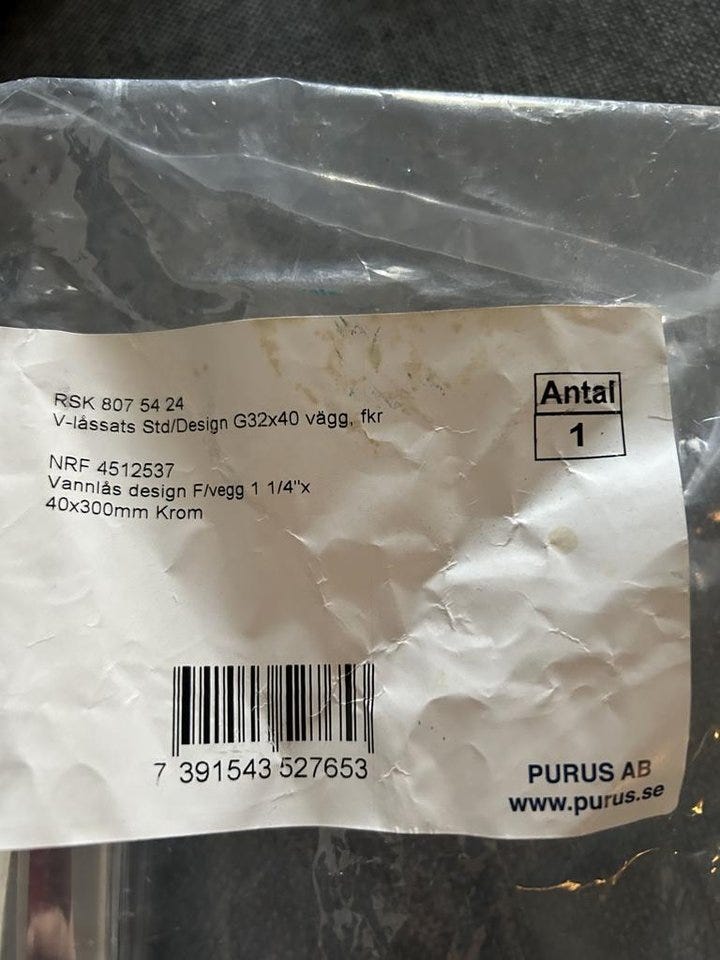 RSK 807 54 24
V-låssats Std/Design G32x40 vägg, fkr
Antal
1
NRF 4512537
Vannlås design F/vegg 1 1/4"x
40x300mm Krom
7 391543 527653
PURUS AB
www.purus.se